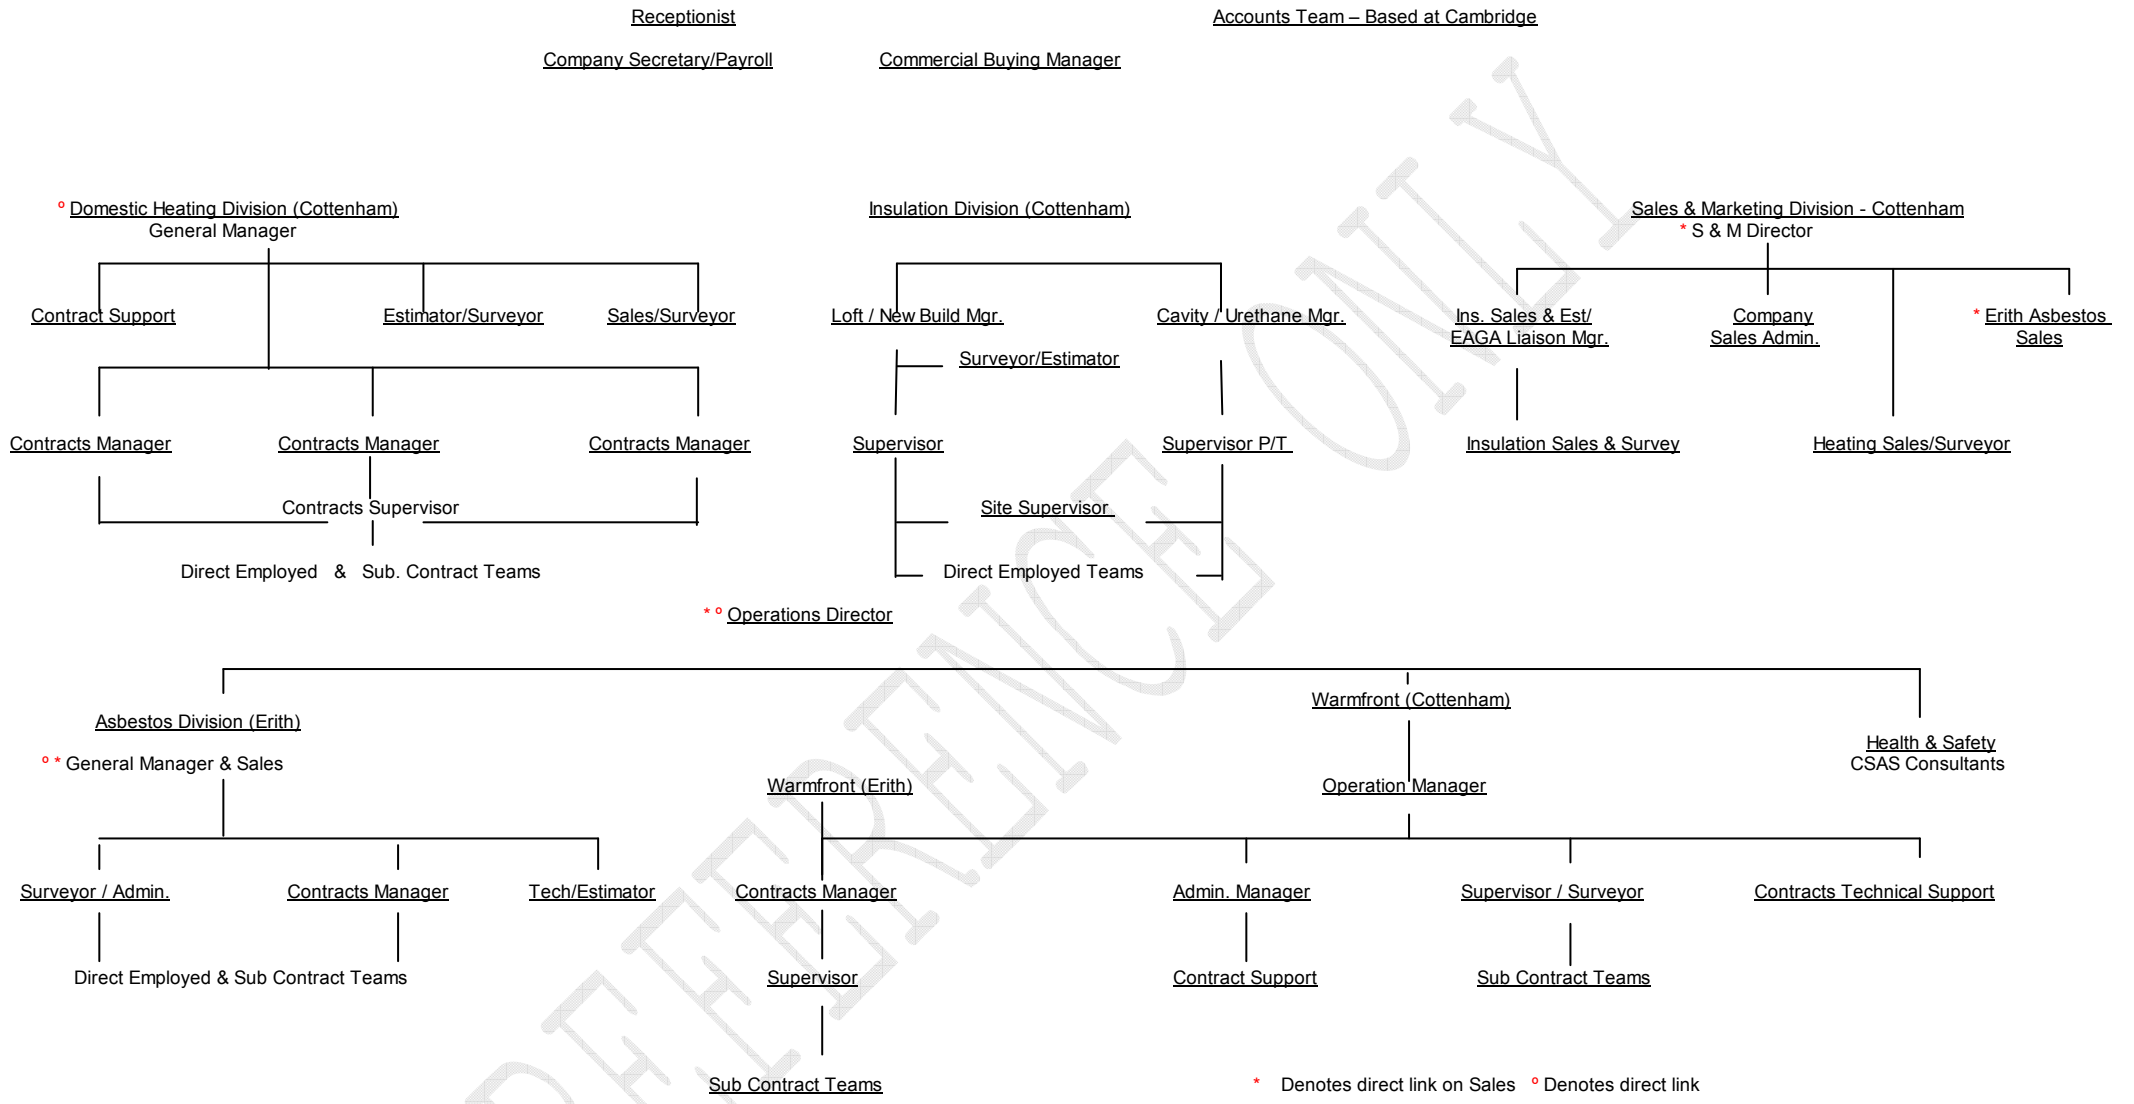 Receptionist
Accounts Team – Based at Cambridge
Company Secretary/Payroll
Commercial Buying Manager
º Domestic Heating Division (Cottenham)
General Manager
Insulation Division (Cottenham)
Sales & Marketing Division - Cottenham
* S & M Director
Contract Support
Estimator/Surveyor
Sales/Surveyor
Loft / New Build Mgr.
Cavity / Urethane Mgr.
Ins. Sales & Est/
EAGA Liaison Mgr.
Company
Sales Admin.
* Erith Asbestos
Sales
Surveyor/Estimator
Contracts Manager
Contracts Manager
Contracts Manager
Supervisor
Supervisor P/T
Insulation Sales & Survey
Heating Sales/Surveyor
Contracts Supervisor
Site Supervisor
Direct Employed & Sub. Contract Teams
Direct Employed Teams
* º Operations Director
Asbestos Division (Erith)
Warmfront (Cottenham)
Health & Safety
CSAS Consultants
º * General Manager & Sales
Warmfront (Erith)
Operation Manager
Surveyor / Admin.
Contracts Manager
Tech/Estimator
Contracts Manager
Admin. Manager
Supervisor / Surveyor
Contracts Technical Support
Direct Employed & Sub Contract Teams
Supervisor
Contract Support
Sub Contract Teams
Sub Contract Teams
* Denotes direct link on Sales º Denotes direct link
REFERENCE ONLY